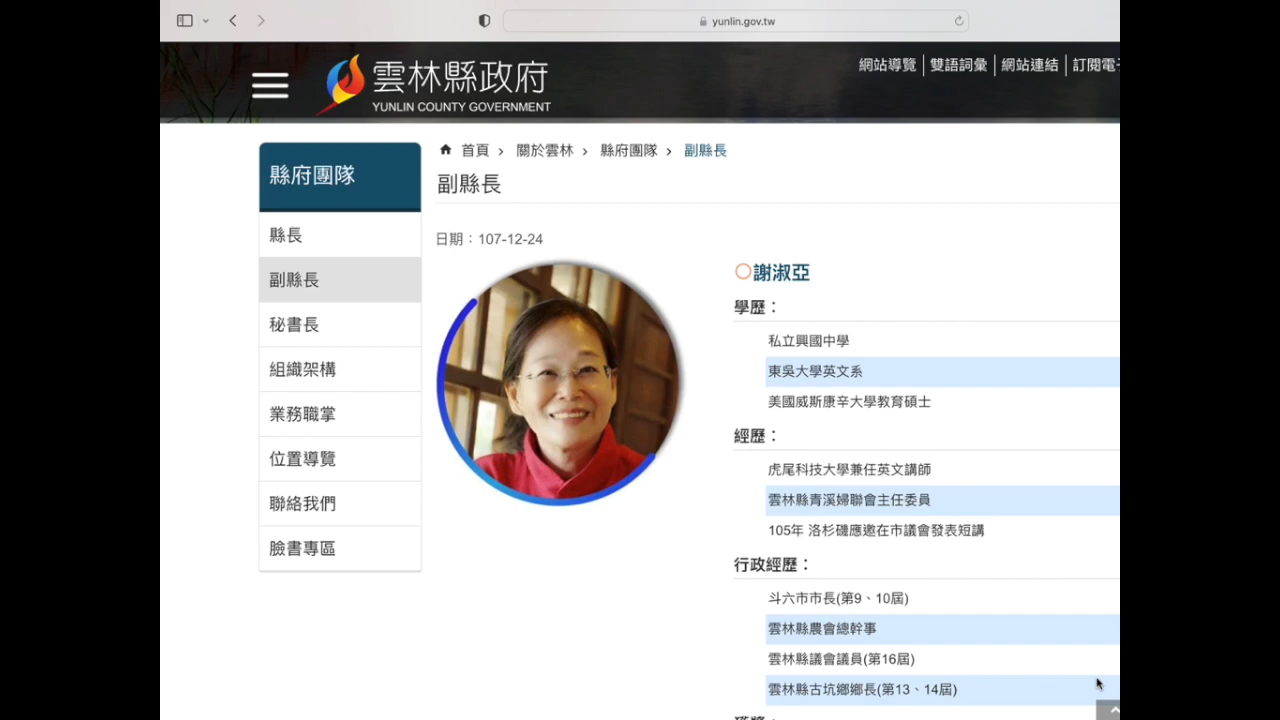 yunlin.gov.tw
雲林縣政府
YUNLIN COUNTY GOVERNMENT
網站導覽
雙語詞彙
網站連結
訂閱電
縣府團隊
縣長
副縣長
秘書長
組織架構
業務職掌
位置導覽
聯絡我們
臉書專區
首頁 › 關於雲林 › 縣府團隊 › 副縣長
副縣長
日期：107-12-24
謝淑亞
學歷：
私立興國中學
東吳大學英文系
美國威斯康辛大學教育碩士
經歷：
虎尾科技大學兼任英文講師
雲林縣青溪婦聯會主任委員
105年 洛杉磯應邀在市議會發表短講
行政經歷：
斗六市市長(第9、10屆)
雲林縣農會總幹事
雲林縣議會議員(第16屆)
雲林縣古坑鄉鄉長(第13、14屆)